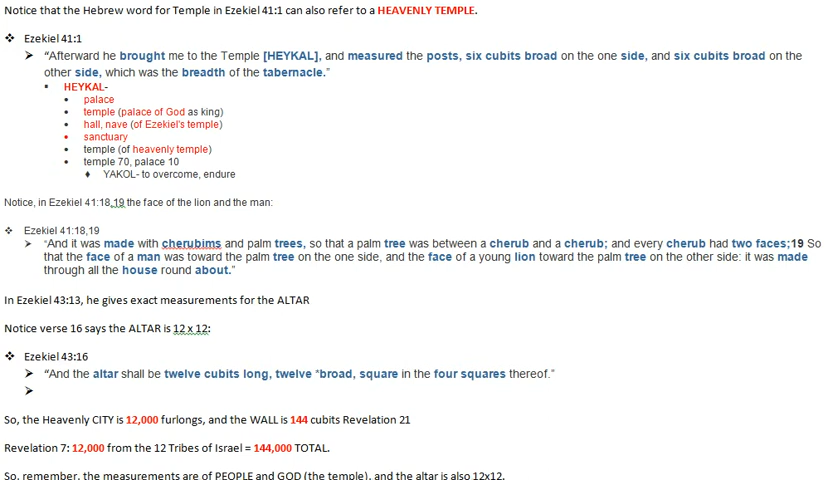 Notice that the Hebrew word for Temple in Ezekiel 41:1 can also refer to a HEAVENLY TEMPLE.
Ezekiel 41:1
"Afterward he brought me to the Temple [HEYKAL], and measured the posts, six cubits broad on the one side, and six cubits broad on the
other side, which was the breadth of the tabernacle."
HEYKAL-
palace
temple (palace of God as king)
hall, nave (of Ezekiel's temple)
sanctuary
temple (of heavenly temple)
temple 70, palace 10
YAKOL- to overcome, endure
Notice, in Ezekiel 41:18,19 the face of the lion and the man:
Ezekiel 41:18,19
"And it was made with cherubims and palm trees, so that a palm tree was between a cherub and a cherub; and every cherub had two faces;19 So
that the face of a man was toward the palm tree on the one side, and the face of a young lion toward the palm tree on the other side: it was made
through all the house round about."
In Ezekiel 43:13, he gives exact measurements for the ALTAR
Notice verse 16 says the ALTAR is 12 x 12:
Ezekiel 43:16
"And the altar shall be twelve cubits long, twelve *broad, square in the four squares thereof."
So, the Heavenly CITY is 12,000 furlongs, and the WALL is 144 cubits Revelation 21
Revelation 7: 12,000 from the 12 Tribes of Israel = 144,000 TOTAL.
So, remember, the measurements are of PEOPLE and GOD (the temple), and the altar is also 12x12.